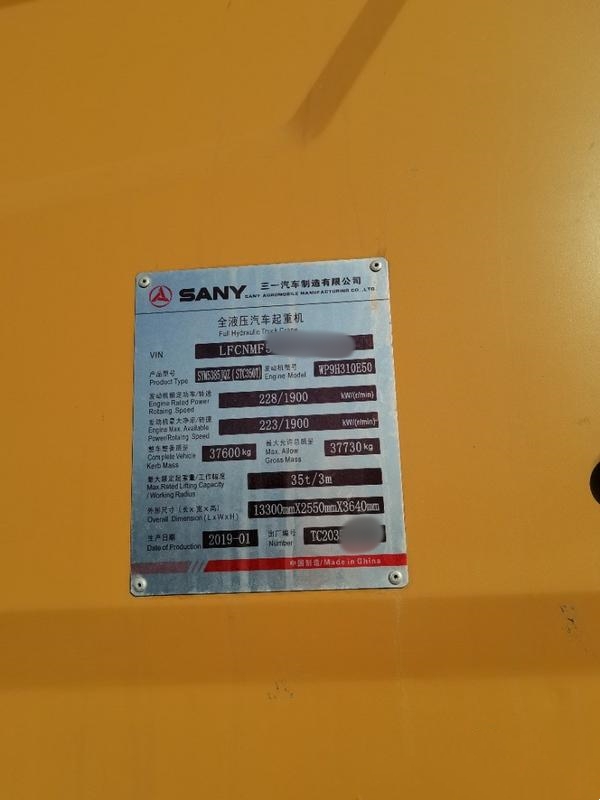 SANY 三一汽车制造有限公司
SANY AUTOMOBILE MANUFACTURING CO.,LTD.
全液压汽车起重机
Full Hydraulic Truck Crane
VIN LFCNMF
产品型号 SYM5385JQZ(STC350T) 发动机型号 WP9H310E50
Product Type Engine Model
发动机额定功率/转速
Engine Rated Power 228/1900 kW/(r/min)
Rotaing Speed
发动机最大净功率/转速
Engine Max. Available 223/1900 kW/(r/min)
Power/Rotaing Speed
整车整备质量 最大允许总质量
Complete Vehicle 37600kg Max. Allow 37730kg
Kerb Mass Gross Mass
最大额定起重量/工作幅度
Max.Rated Lifting Capacity 35t/3m
/Working Radius
外形尺寸(长x宽x高) 13300mmX2550mmX3640mm
Overall Dimension(LxWxH)
生产日期 2019-01 出厂编号 TC203
Date of Production Number
中国制造/Made in China